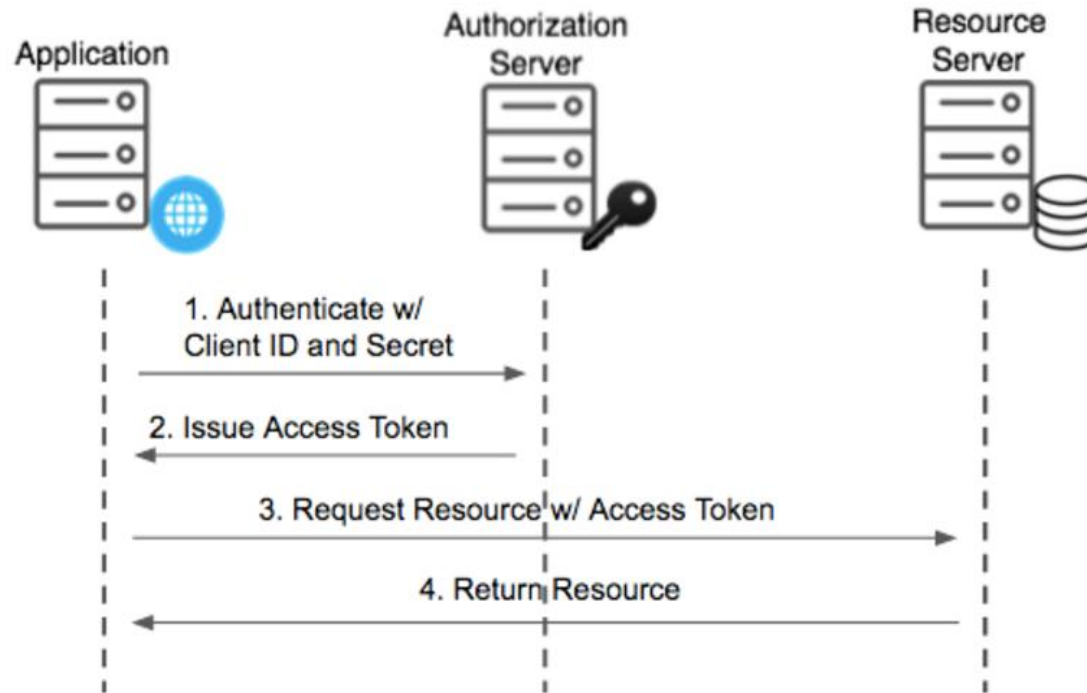 Application
Authorization
Server
Resource
Server
1. Authenticate w/
Client ID and Secret
2. Issue Access Token
3. Request Resource w/ Access Token
4. Return Resource